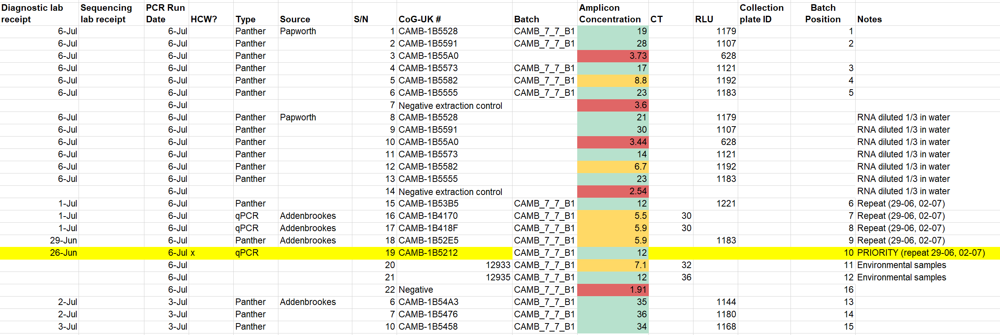 Diagnostic lab receipt Sequencing lab receipt PCR Run Date HCW? Type Source S/N CoG-UK # Batch Amplicon Concentration CT RLU Collection plate ID Batch Position Notes
6-Jul 6-Jul Panther Papworth 1 CAMB-1B5528 CAMB_7_7_B1 19 1179 1
6-Jul 6-Jul Panther 2 CAMB-1B5591 CAMB_7_7_B1 28 1107 2
6-Jul 6-Jul Panther 3 CAMB-1B55A0 3.73 628
6-Jul 6-Jul Panther 4 CAMB-1B5573 CAMB_7_7_B1 17 1121 3
6-Jul 6-Jul Panther 5 CAMB-1B5582 CAMB_7_7_B1 8.8 1192 4
6-Jul 6-Jul Panther 6 CAMB-1B5555 CAMB_7_7_B1 23 1183 5
6-Jul 7 Negative extraction control 3.6
6-Jul 6-Jul Panther Papworth 8 CAMB-1B5528 21 1179 RNA diluted 1/3 in water
6-Jul 6-Jul Panther 9 CAMB-1B5591 30 1107 RNA diluted 1/3 in water
6-Jul 6-Jul Panther 10 CAMB-1B55A0 3.44 628 RNA diluted 1/3 in water
6-Jul 6-Jul Panther 11 CAMB-1B5573 14 1121 RNA diluted 1/3 in water
6-Jul 6-Jul Panther 12 CAMB-1B5582 6.7 1192 RNA diluted 1/3 in water
6-Jul 6-Jul Panther 13 CAMB-1B5555 23 1183 RNA diluted 1/3 in water
6-Jul 14 Negative extraction control 2.54 RNA diluted 1/3 in water
1-Jul 6-Jul Panther 15 CAMB-1B53B5 CAMB_7_7_B1 12 1221 6 Repeat (29-06, 02-07)
1-Jul 6-Jul qPCR Addenbrookes 16 CAMB-1B4170 CAMB_7_7_B1 5.5 30 7 Repeat (29-06, 02-07)
1-Jul 6-Jul qPCR Addenbrookes 17 CAMB-1B418F CAMB_7_7_B1 5.9 30 8 Repeat (29-06, 02-07)
29-Jun 6-Jul Panther Addenbrookes 18 CAMB-1B52E5 CAMB_7_7_B1 5.9 1183 9 Repeat (29-06, 02-07)
26-Jun 6-Jul x qPCR 19 CAMB-1B5212 CAMB_7_7_B1 12 10 PRIORITY (repeat 29-06, 02-07)
6-Jul 20 12933 CAMB_7_7_B1 7.1 32 11 Environmental samples
6-Jul 21 12935 CAMB_7_7_B1 12 36 12 Environmental samples
6-Jul 22 Negative CAMB_7_7_B1 1.91 16
2-Jul 3-Jul Panther Addenbrookes 6 CAMB-1B54A3 CAMB_7_7_B1 35 1144 13
2-Jul 3-Jul Panther 7 CAMB-1B5476 CAMB_7_7_B1 36 1180 14
3-Jul 3-Jul Panther 10 CAMB-1B5458 CAMB_7_7_B1 34 1168 15